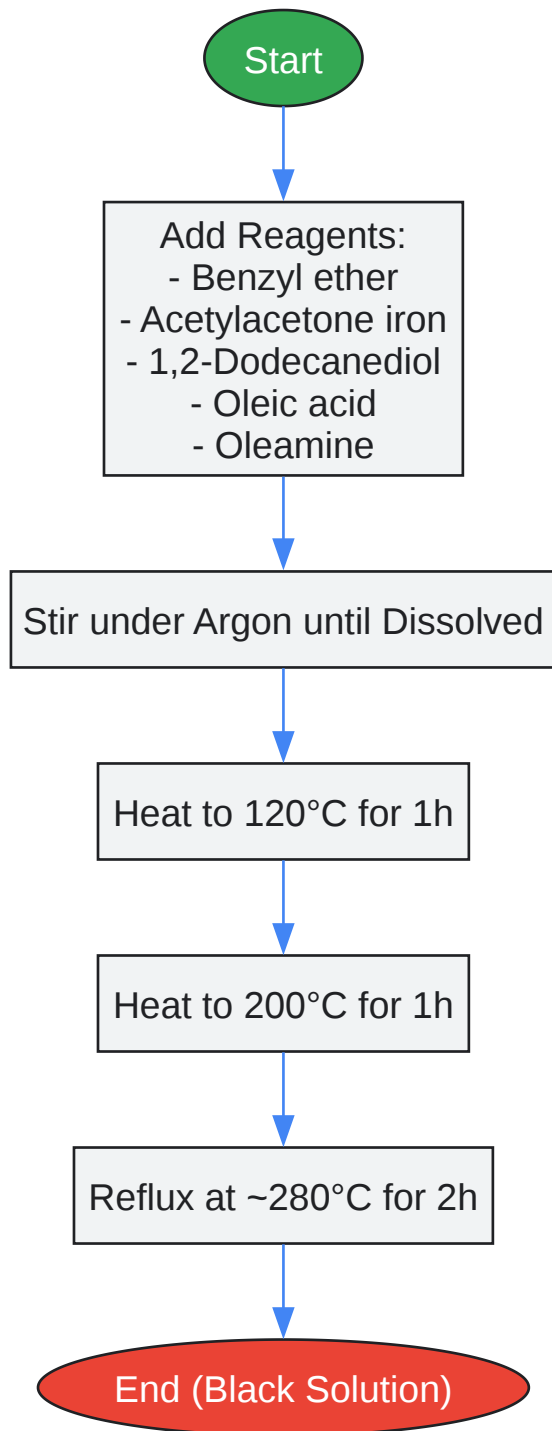 Start
Add Reagents:
- Benzyl ether
- Acetylacetone iron
- 1,2-Dodecanediol
- Oleic acid
- Oleamine
Stir under Argon until Dissolved
Heat to 120°C for 1h
Heat to 200°C for 1h
Reflux at ~280°C for 2h
End (Black Solution)